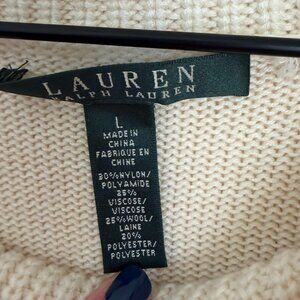 LAUREN
RALPH LAUREN
L
MADE IN
CHINA
FABRIQUE EN
CHINE
30%NYLON/
POLYAMIDE
25%
VISCOSE/
VISCOSE
25%WOOL/
LAINE
20%
POLYESTER/
POLYESTER